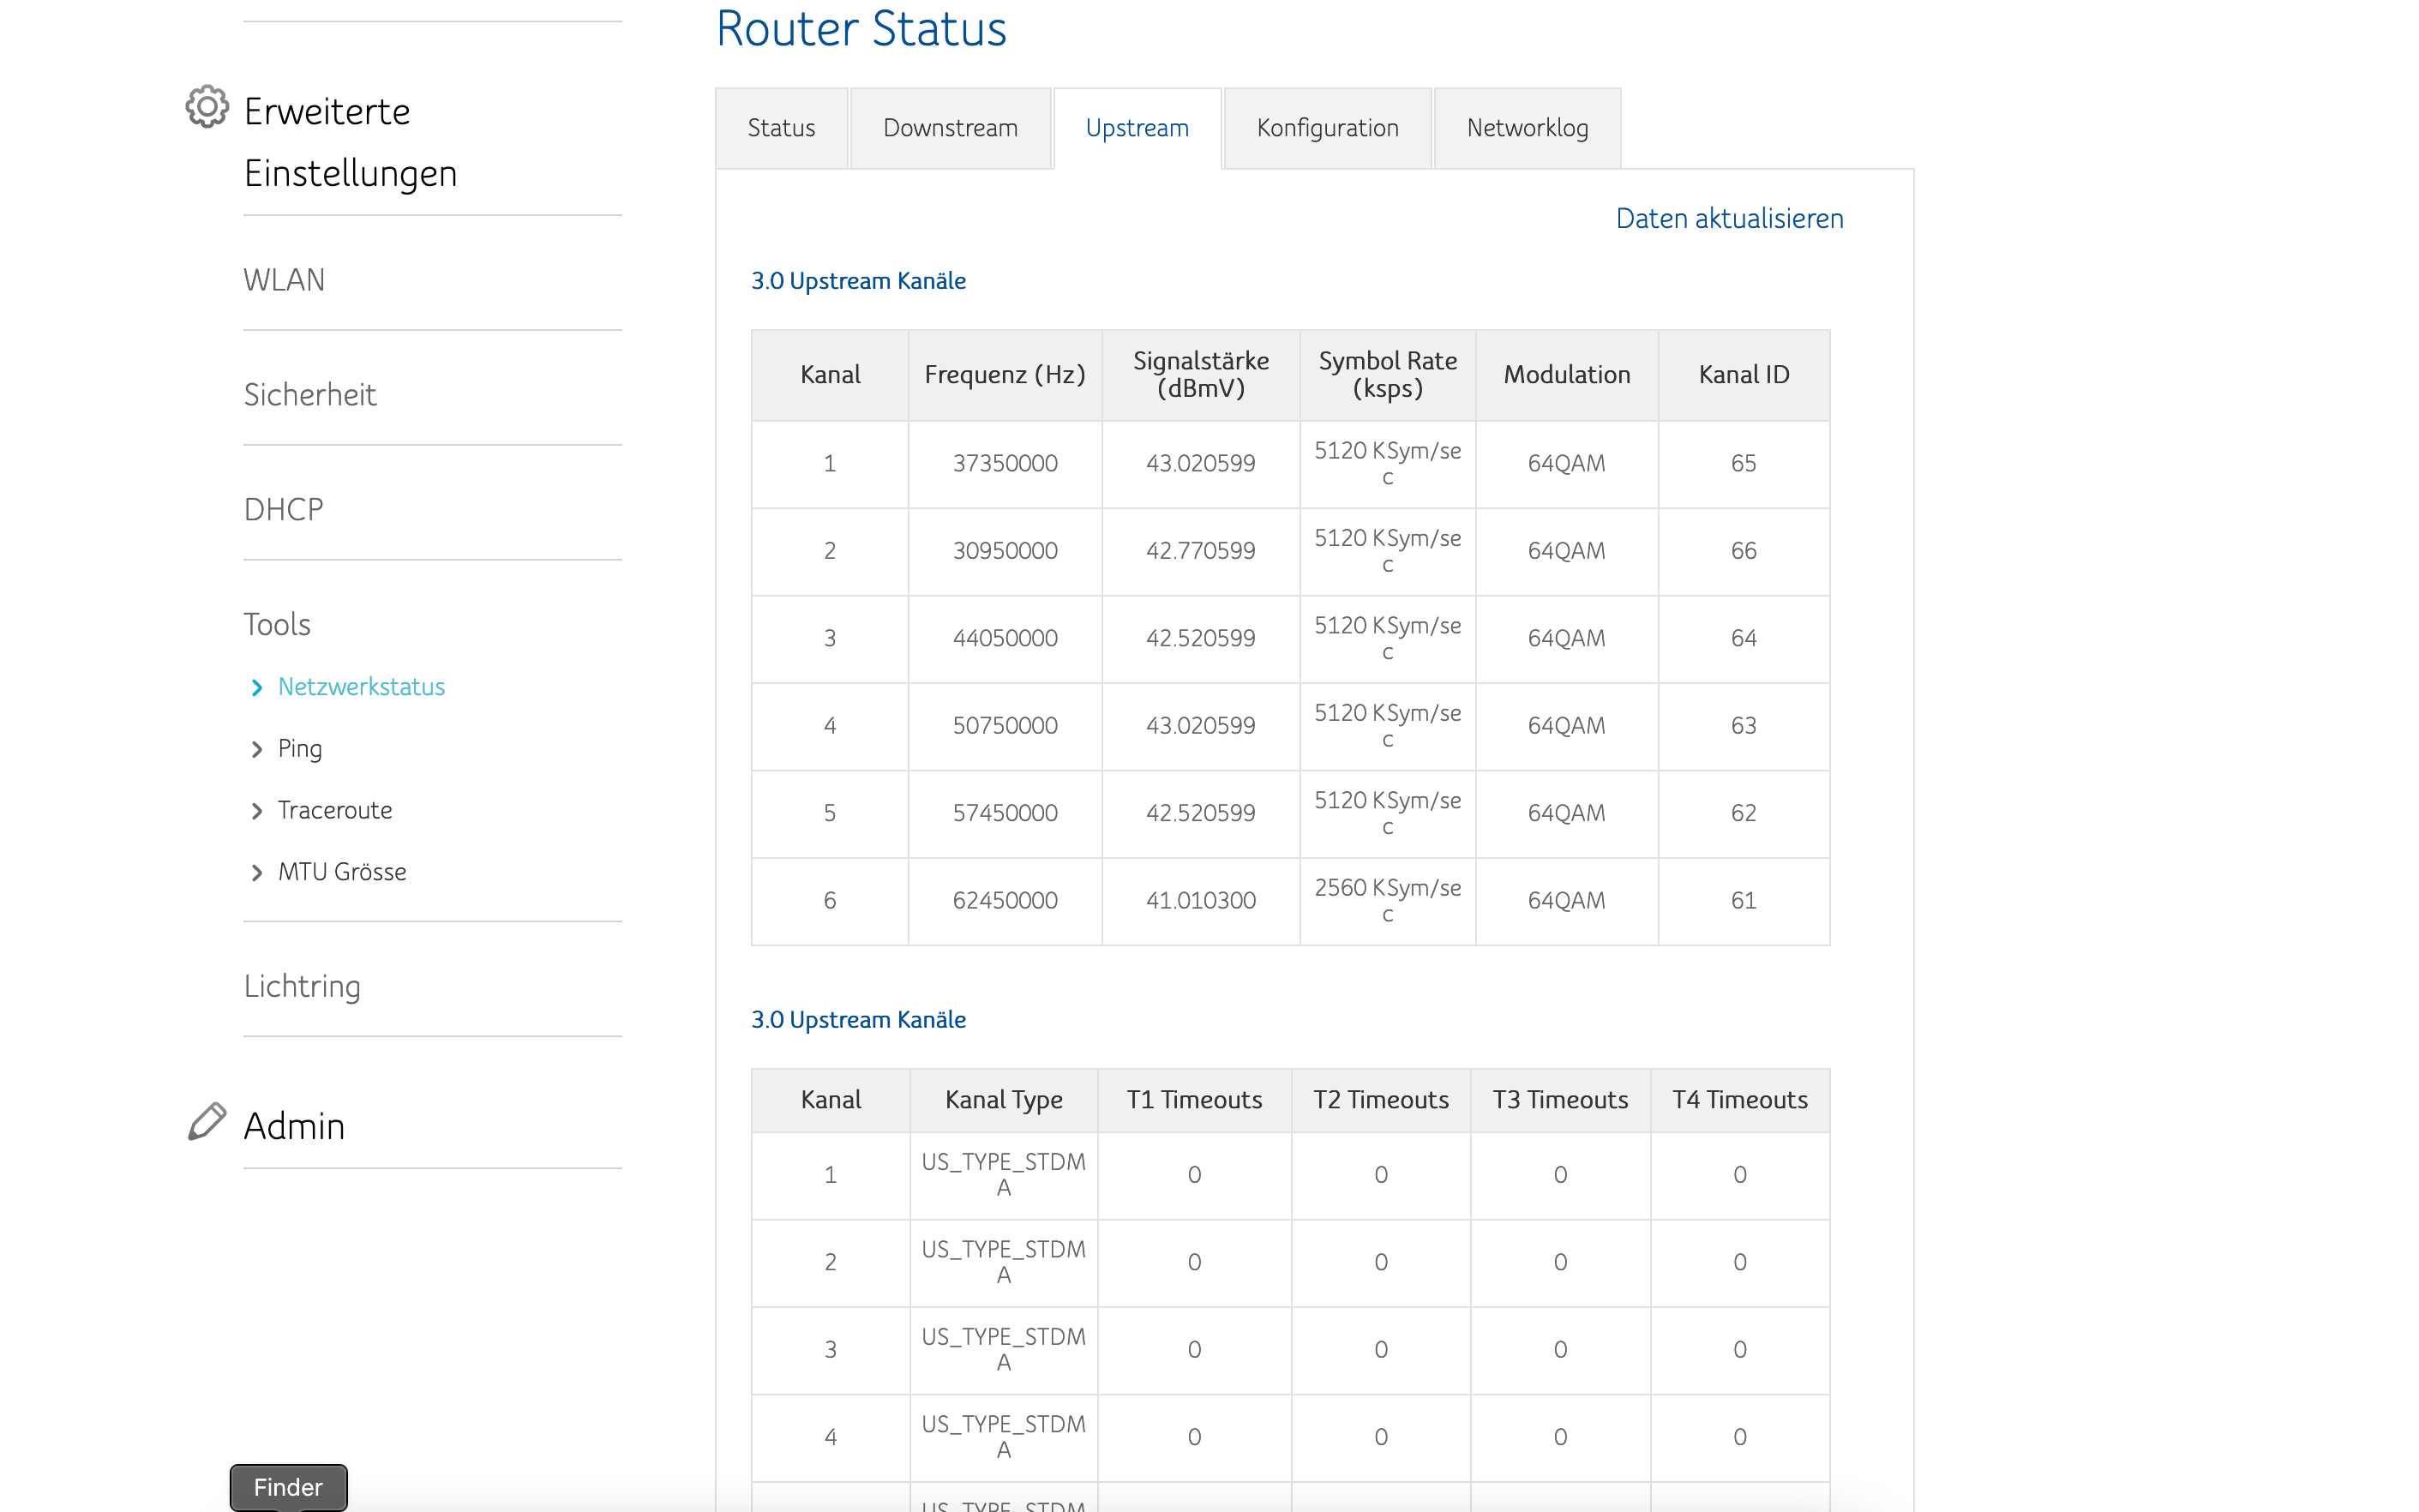 Router Status
Erweiterte
Einstellungen
WLAN
Sicherheit
DHCP
Tools
Netzwerkstatus
Ping
Traceroute
MTU Grösse
Lichtring
Admin
Finder
Status Downstream Upstream Konfiguration Networklog
Daten aktualisieren
3.0 Upstream Kanäle
Kanal Frequenz (Hz) Signalstärke (dBmV) Symbol Rate (ksps) Modulation Kanal ID
1 37350000 43.020599 5120 KSym/sec 64QAM 65
2 30950000 42.770599 5120 KSym/sec 64QAM 66
3 44050000 42.520599 5120 KSym/sec 64QAM 64
4 50750000 43.020599 5120 KSym/sec 64QAM 63
5 57450000 42.520599 5120 KSym/sec 64QAM 62
6 62450000 41.010300 2560 KSym/sec 64QAM 61
3.0 Upstream Kanäle
Kanal Kanal Type T1 Timeouts T2 Timeouts T3 Timeouts T4 Timeouts
1 US_TYPE_STDMA 0 0 0 0
2 US_TYPE_STDMA 0 0 0 0
3 US_TYPE_STDMA 0 0 0 0
4 US_TYPE_STDMA 0 0 0 0
US_TYPE_STDM